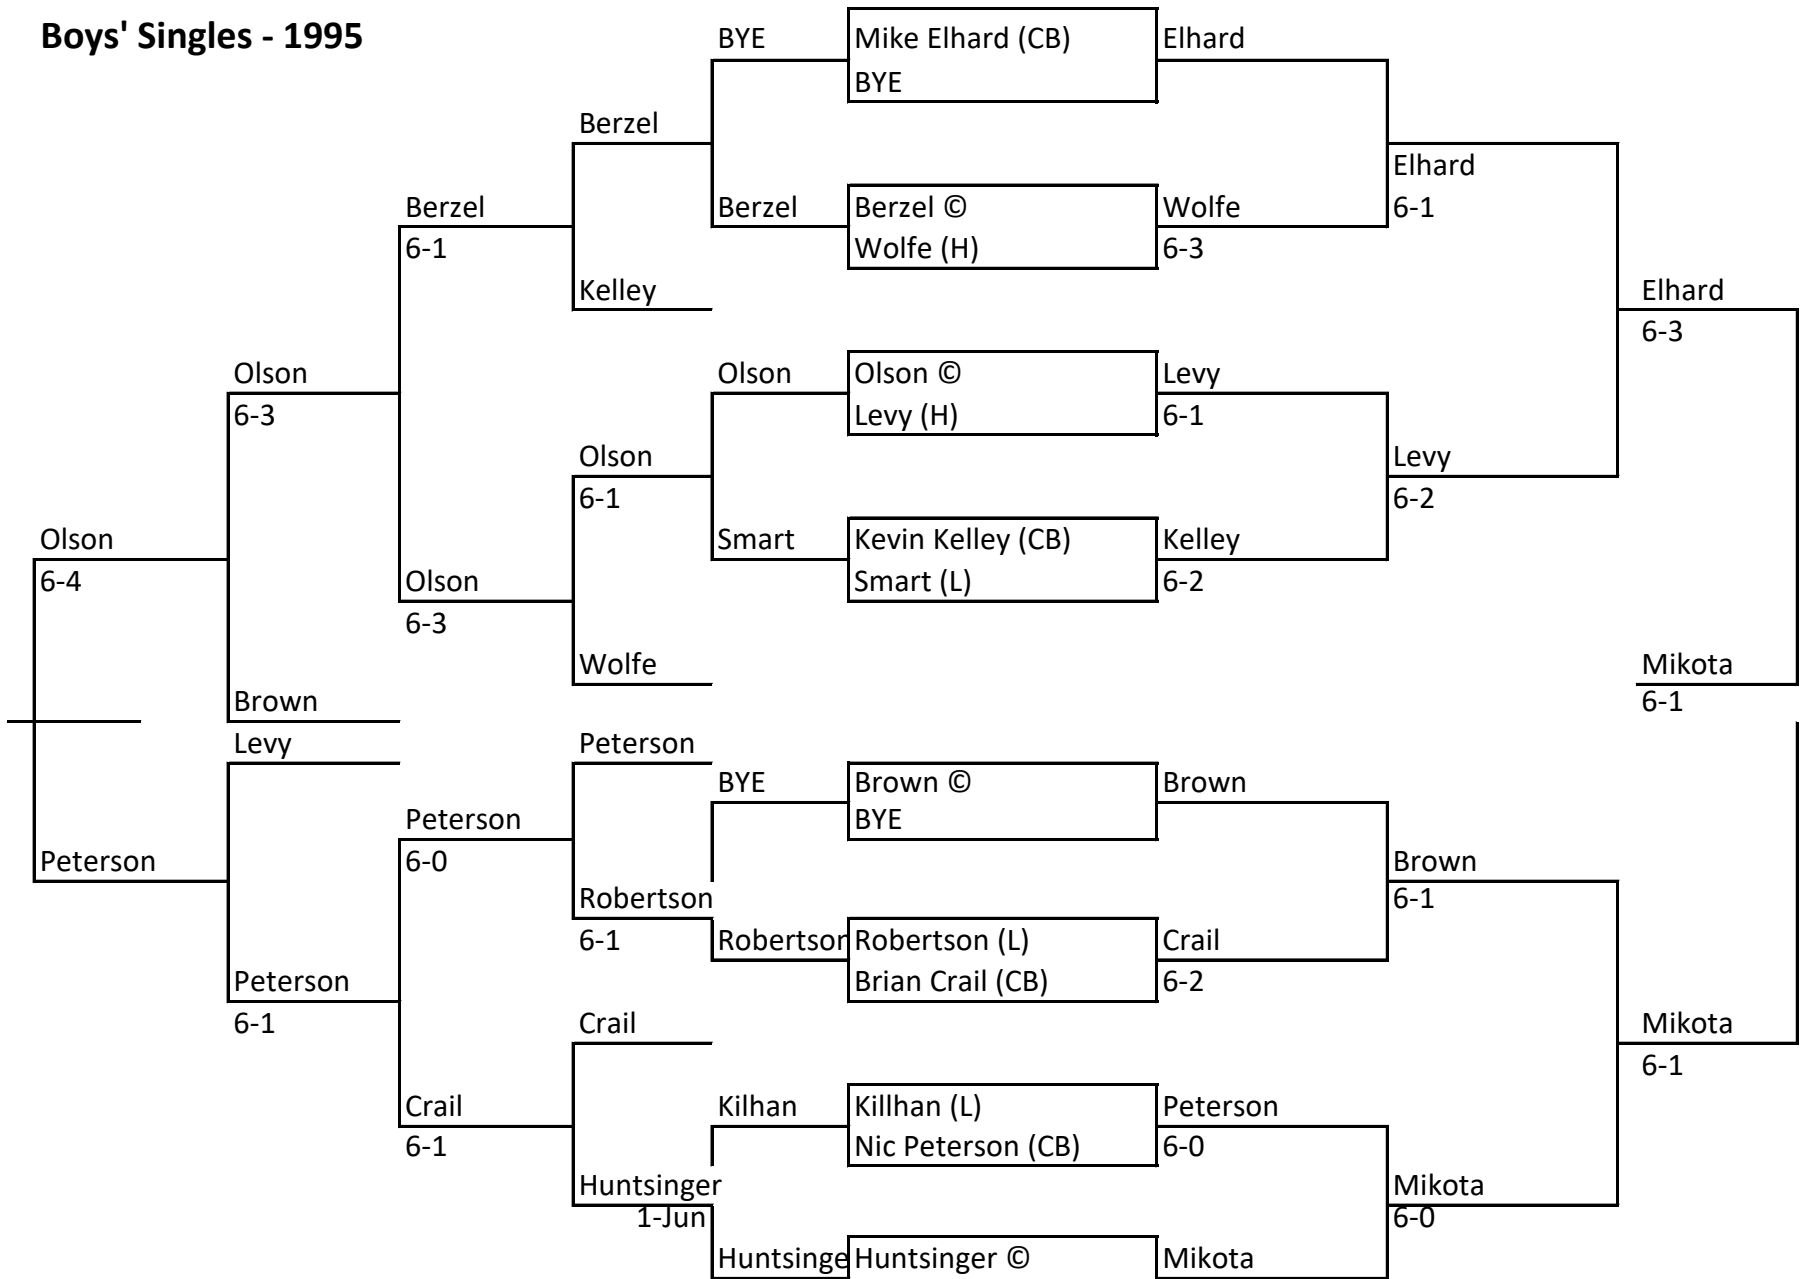 Boys' Singles - 1995
BYE
Mike Elhard (CB)
Elhard
BYE
Berzel
Elhard
Berzel
Berzel
Berzel ©
Wolfe
6-1
6-1
Wolfe (H)
6-3
Kelley
Elhard
6-3
Olson
Olson
Olson ©
Levy
6-3
Levy (H)
6-1
Olson
Levy
6-1
6-2
Olson
Smart
Kevin Kelley (CB)
Kelley
6-4
Olson
Smart (L)
6-2
6-3
Wolfe
Mikota
Brown
6-1
Levy
Peterson
BYE
Brown ©
Brown
Peterson
BYE
Peterson
6-0
Brown
Robertson
6-1
6-1
Robertson
Robertson (L)
Crail
Peterson
Brian Crail (CB)
6-2
6-1
Crail
Mikota
6-1
Crail
Kilhan
Killhan (L)
Peterson
6-1
Nic Peterson (CB)
6-0
Huntsinger
Mikota
1-Jun
6-0
Huntsinge
Huntsinger ©
Mikota